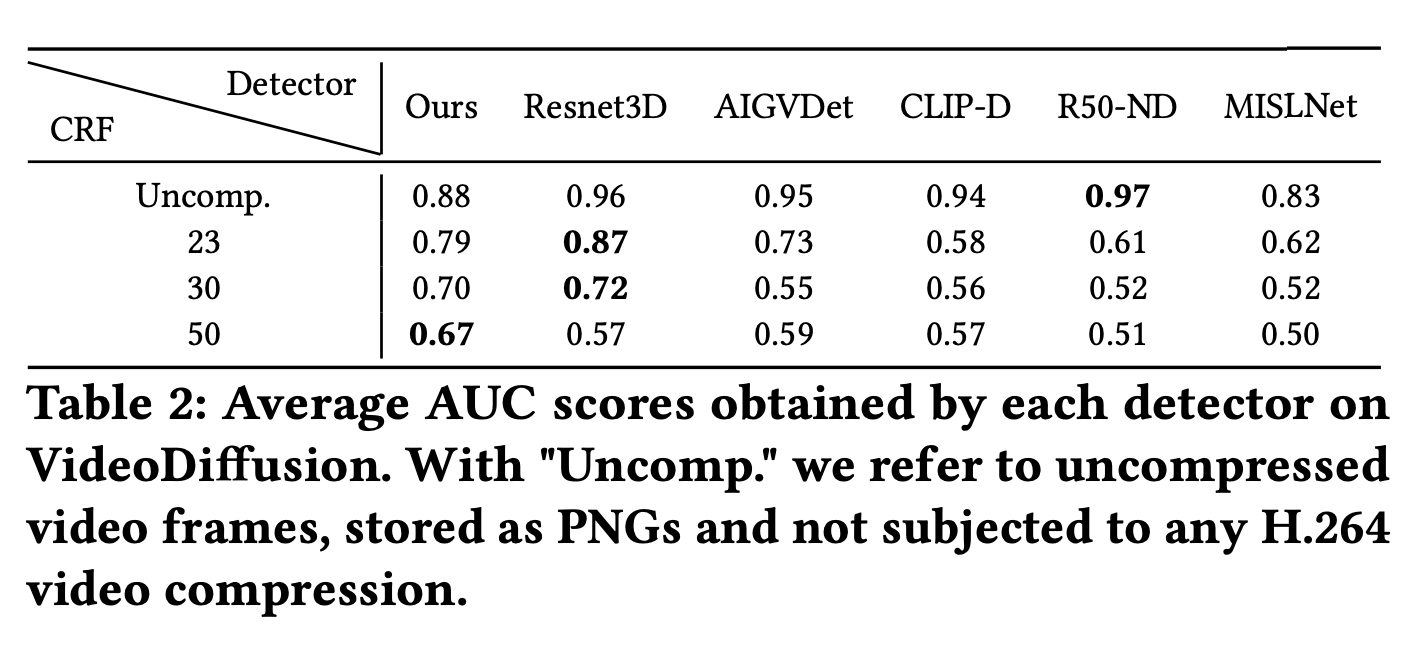 Detector
CRF
Ours Resnet3D AIGVDet CLIP-D R50-ND MISLNet
Uncomp. 0.88 0.96 0.95 0.94 0.97 0.83
23 0.79 0.87 0.73 0.58 0.61 0.62
30 0.70 0.72 0.55 0.56 0.52 0.52
50 0.67 0.57 0.59 0.57 0.51 0.50
Table 2: Average AUC scores obtained by each detector on
VideoDiffusion. With "Uncomp." we refer to uncompressed
video frames, stored as PNGs and not subjected to any H.264
video compression.